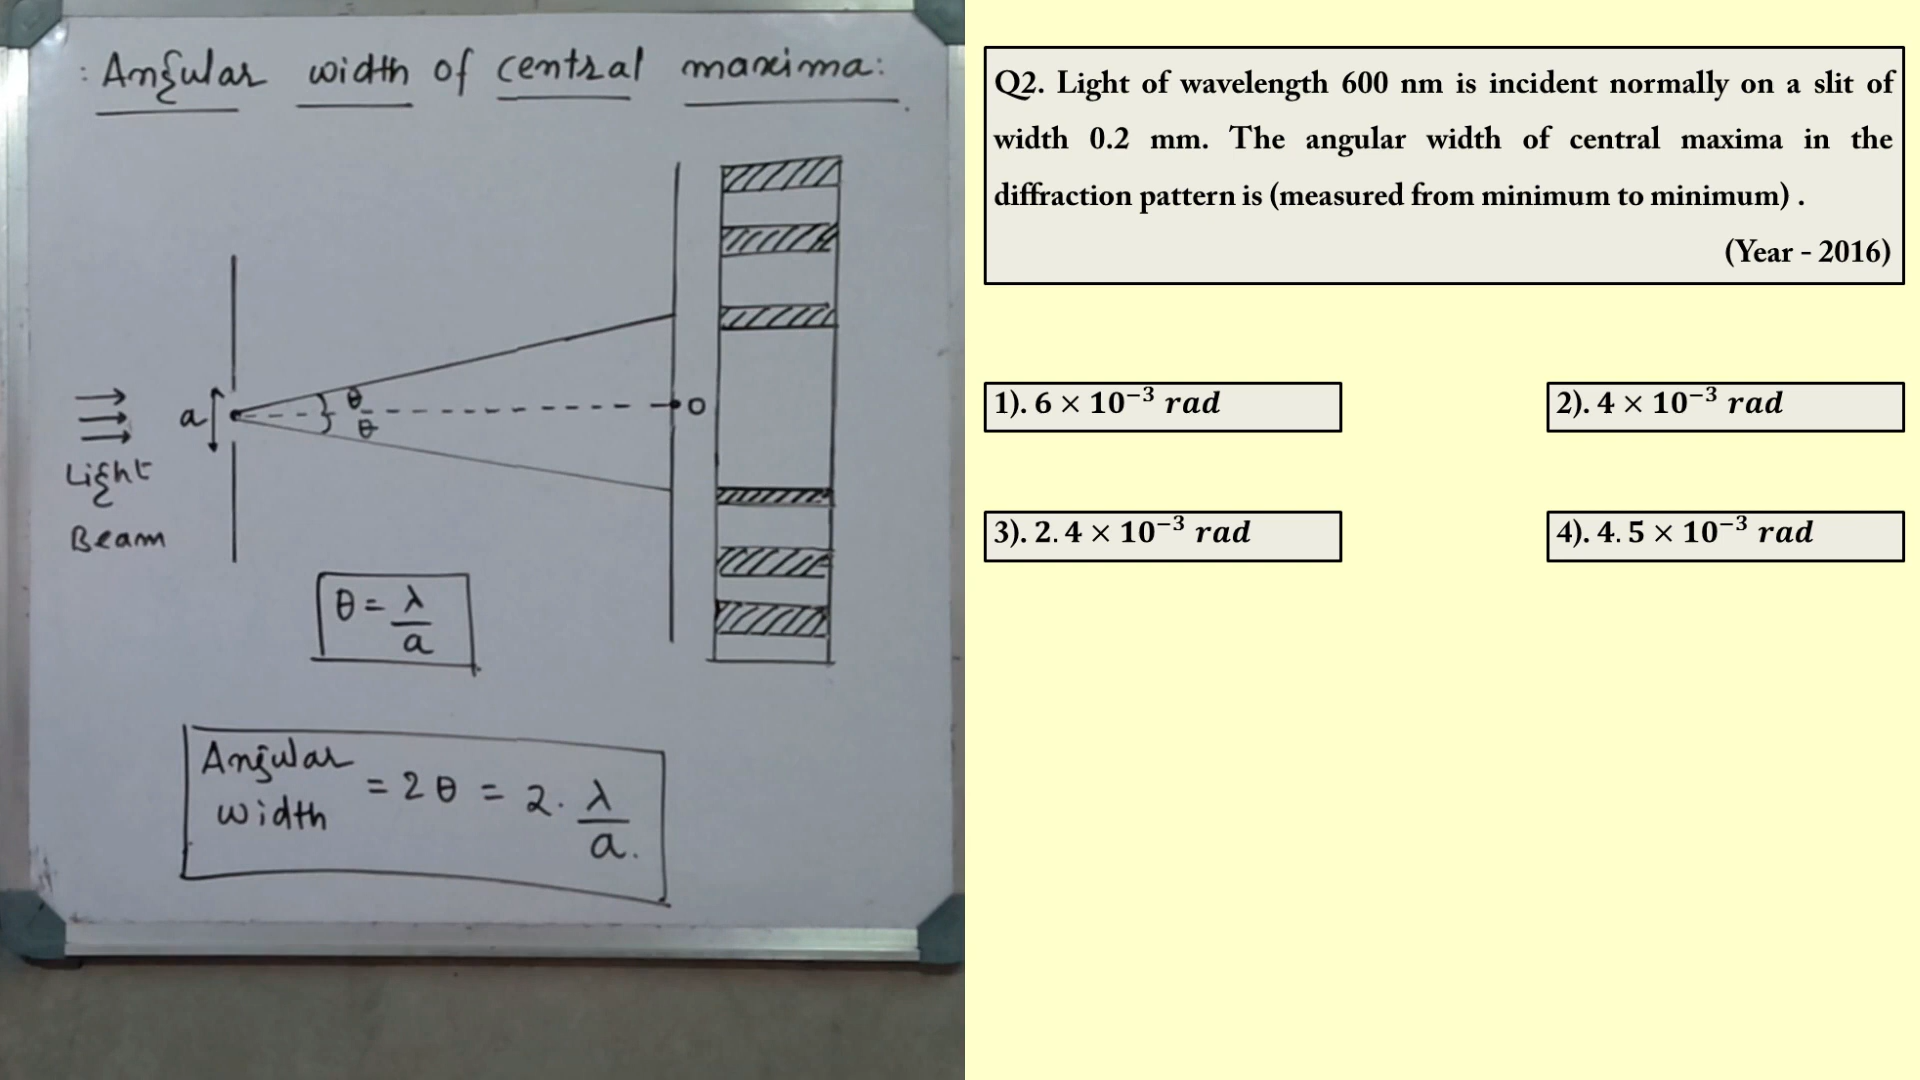 : Angular width of central maxima:
a
θ
θ
o
Light
Beam
θ = λ/a
Angular width = 2θ = 2. λ/a.
Q2. Light of wavelength 600 nm is incident normally on a slit of
width 0.2 mm. The angular width of central maxima in the
diffraction pattern is (measured from minimum to minimum) .
(Year - 2016)
1). 6 × 10⁻³ rad
2). 4 × 10⁻³ rad
3). 2.4 × 10⁻³ rad
4). 4.5 × 10⁻³ rad